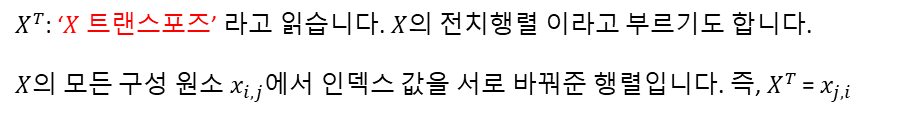 X^T: ‘X 트랜스포즈’ 라고 읽습니다. X의 전치행렬 이라고 부르기도 합니다.
X의 모든 구성 원소 x_{i,j}에서 인덱스 값을 서로 바꿔준 행렬입니다. 즉, X^T = x_{j,i}